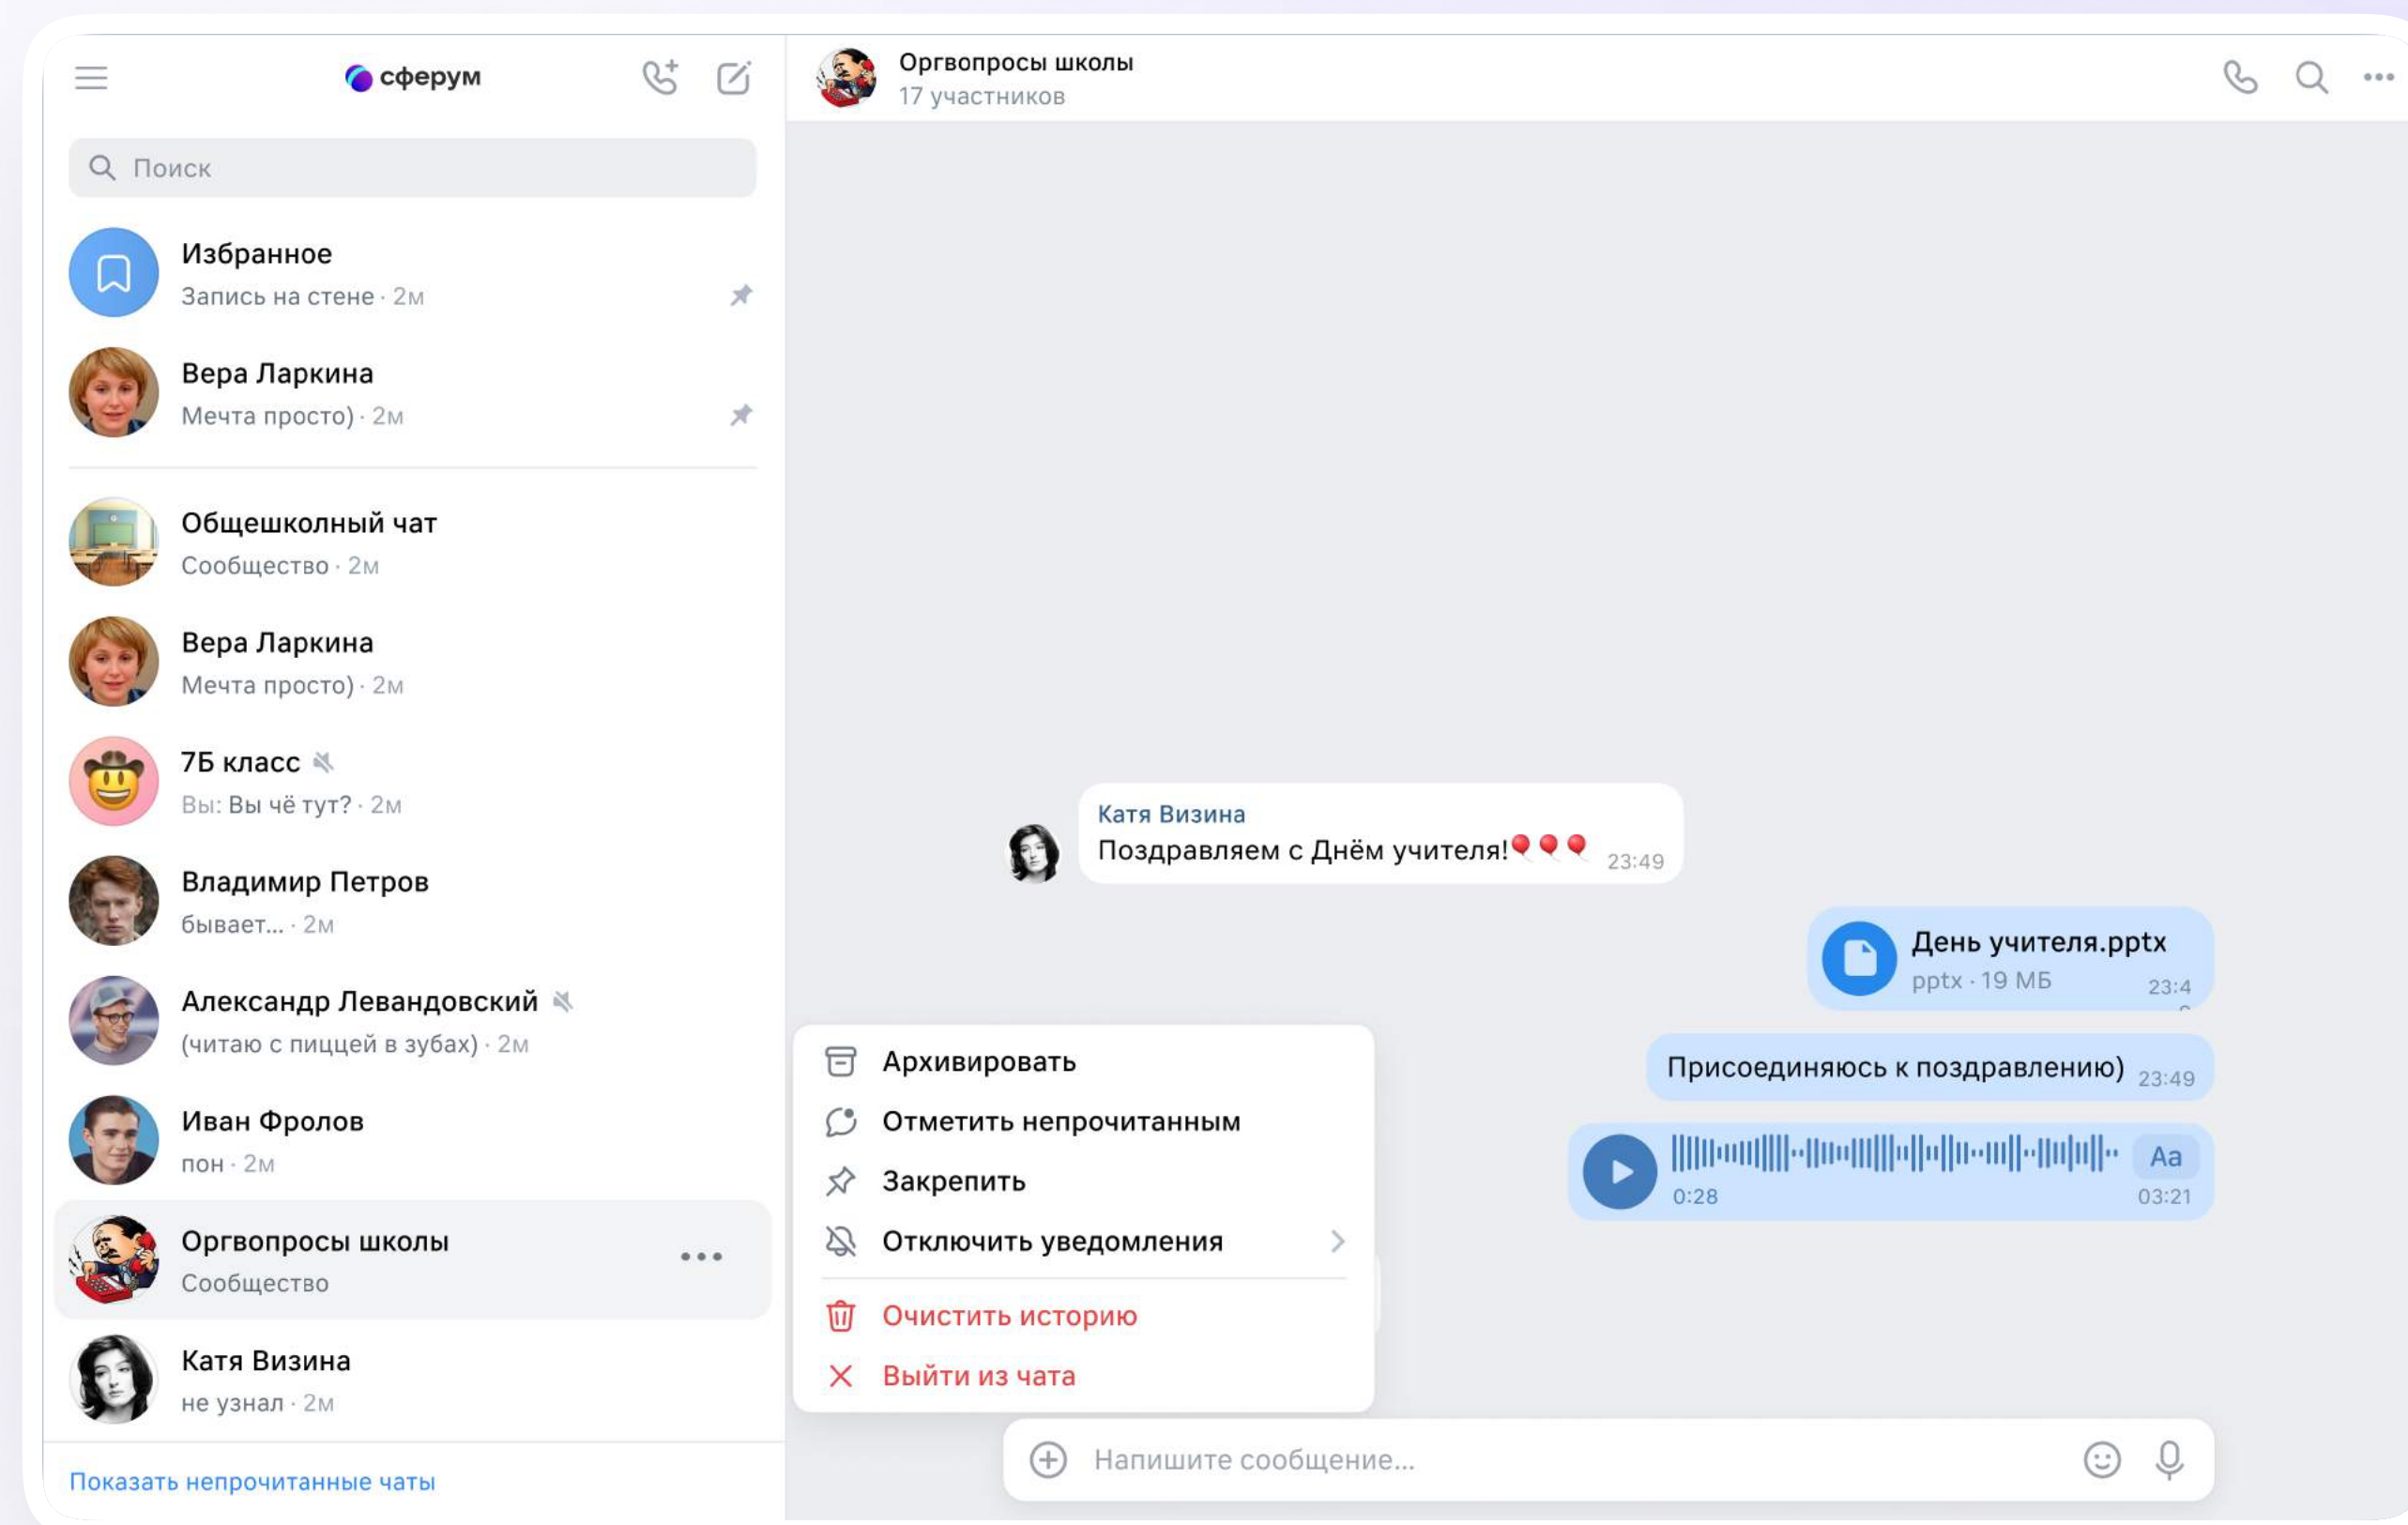 сферум
Поиск
Избранное
Запись на стене · 2м
Вера Ларкина
Мечта просто) · 2м
Общешколный чат
Сообщество · 2м
Вера Ларкина
Мечта просто) · 2м
7Б класс
Вы: Вы чё тут? · 2м
Владимир Петров
бывает... · 2м
Александр Левандовский
(читаю с пиццей в зубах) · 2м
Иван Фролов
пон · 2м
Оргвопросы школы
Сообщество
Катя Визина
не узнал · 2м
Показать непрочитанные чаты
Оргвопросы школы
17 участников
Катя Визина
Поздравляем с Днём учителя!🎈🎈🎈 23:49
День учителя.pptx
pptx · 19 МБ 23:4
Присоединяюсь к поздравлению) 23:49
Aa
0:28 03:21
Архивировать
Отметить непрочитанным
Закрепить
Отключить уведомления
Очистить историю
Выйти из чата
Напишите сообщение...